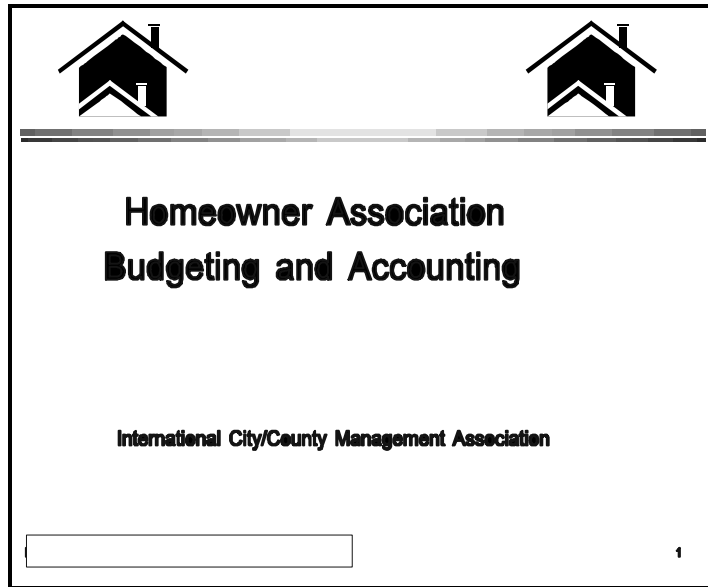 Homeowner Association
Budgeting and Accounting
International City/County Management Association
1